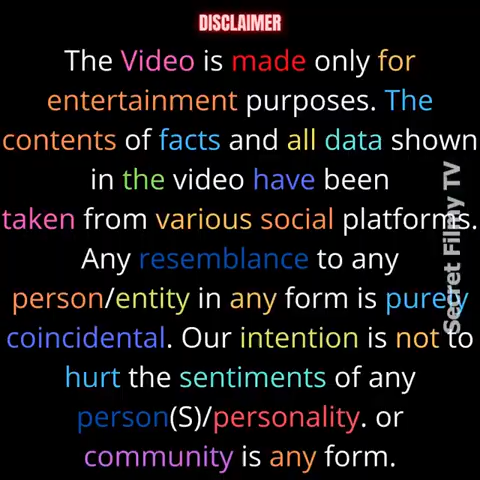 DISCLAIMER
The Video is made only for
entertainment purposes. The
contents of facts and all data shown
in the video have been
taken from various social platforms.
Any resemblance to any
person/entity in any form is purely
coincidental. Our intention is not to
hurt the sentiments of any
person(S)/personality. or
community is any form.
Secret Filmy TV